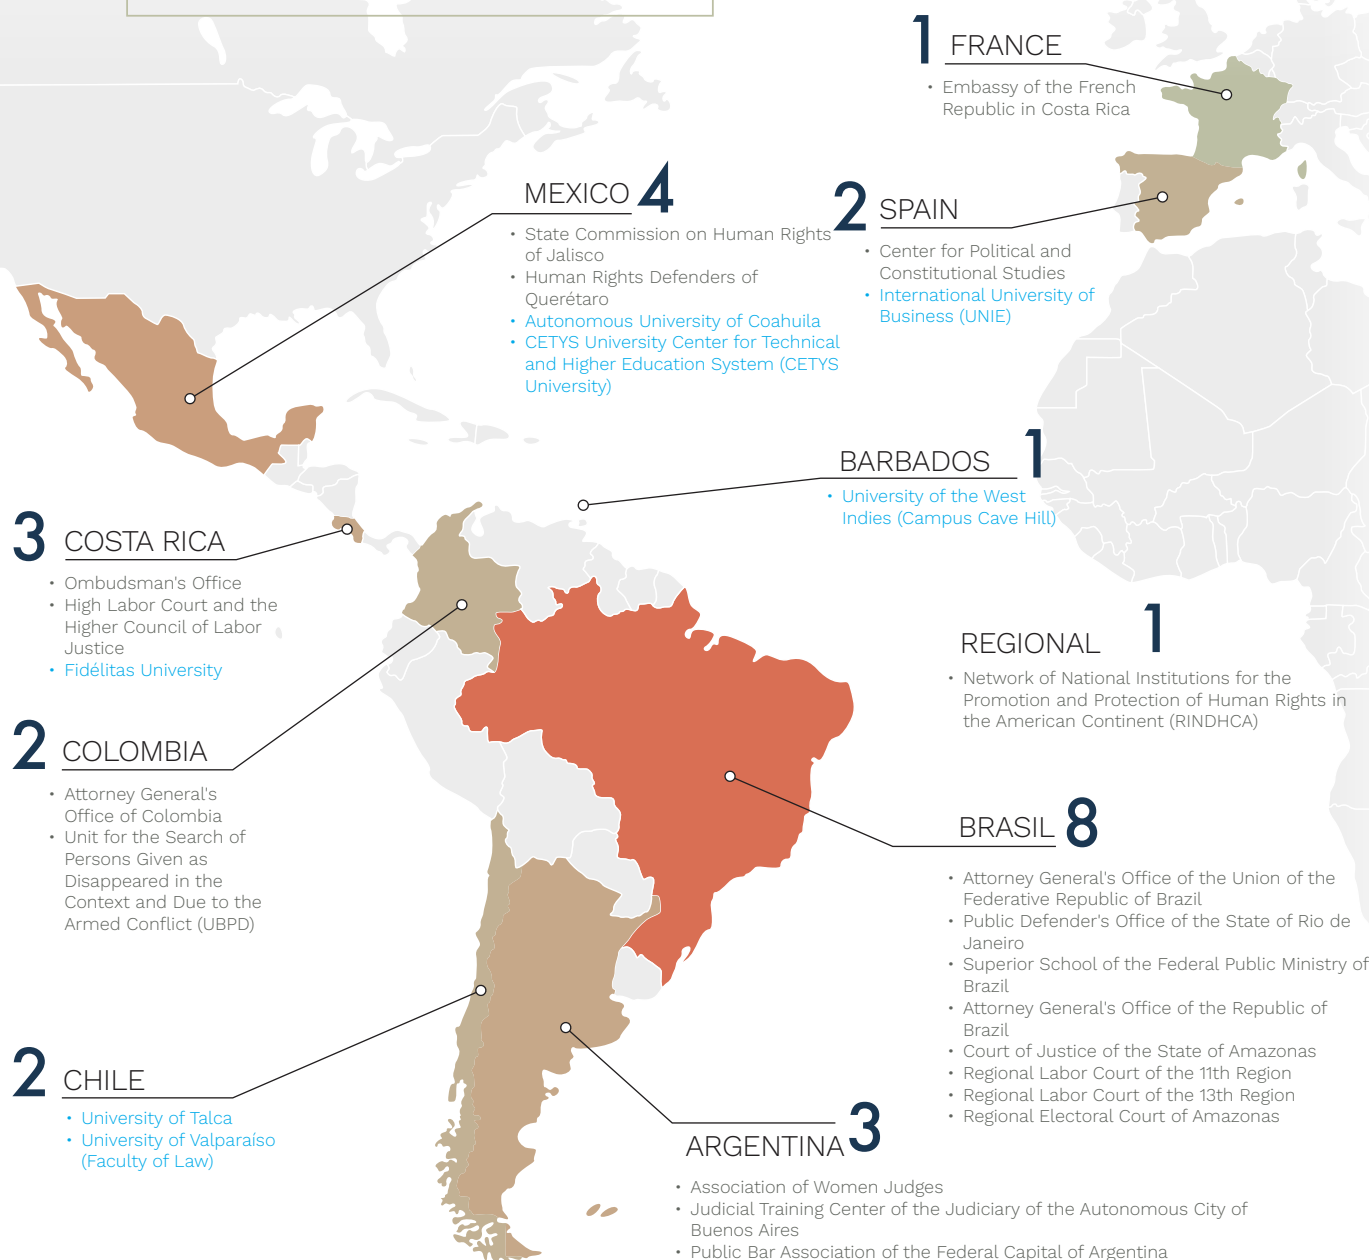 1 FRANCE
• Embassy of the French
Republic in Costa Rica
MEXICO 4
• State Commission on Human Rights
of Jalisco
• Human Rights Defenders of
Querétaro
• Autonomous University of Coahuila
• CETYS University Center for Technical
and Higher Education System (CETYS
University)
2 SPAIN
• Center for Political and
Constitutional Studies
• International University of
Business (UNIE)
BARBADOS 1
• University of the West
Indies (Campus Cave Hill)
3 COSTA RICA
• Ombudsman's Office
• High Labor Court and the
Higher Council of Labor
Justice
• Fidélitas University
REGIONAL 1
• Network of National Institutions for the
Promotion and Protection of Human Rights in
the American Continent (RINDHCA)
2 COLOMBIA
• Attorney General's
Office of Colombia
• Unit for the Search of
Persons Given as
Disappeared in the
Context and Due to the
Armed Conflict (UBPD)
BRASIL 8
• Attorney General's Office of the Union of the
Federative Republic of Brazil
• Public Defender's Office of the State of Rio de
Janeiro
• Superior School of the Federal Public Ministry of
Brazil
• Attorney General's Office of the Republic of
Brazil
• Court of Justice of the State of Amazonas
• Regional Labor Court of the 11th Region
• Regional Labor Court of the 13th Region
• Regional Electoral Court of Amazonas
2 CHILE
• University of Talca
• University of Valparaíso
(Faculty of Law)
ARGENTINA 3
• Association of Women Judges
• Judicial Training Center of the Judiciary of the Autonomous City of
Buenos Aires
• Public Bar Association of the Federal Capital of Argentina